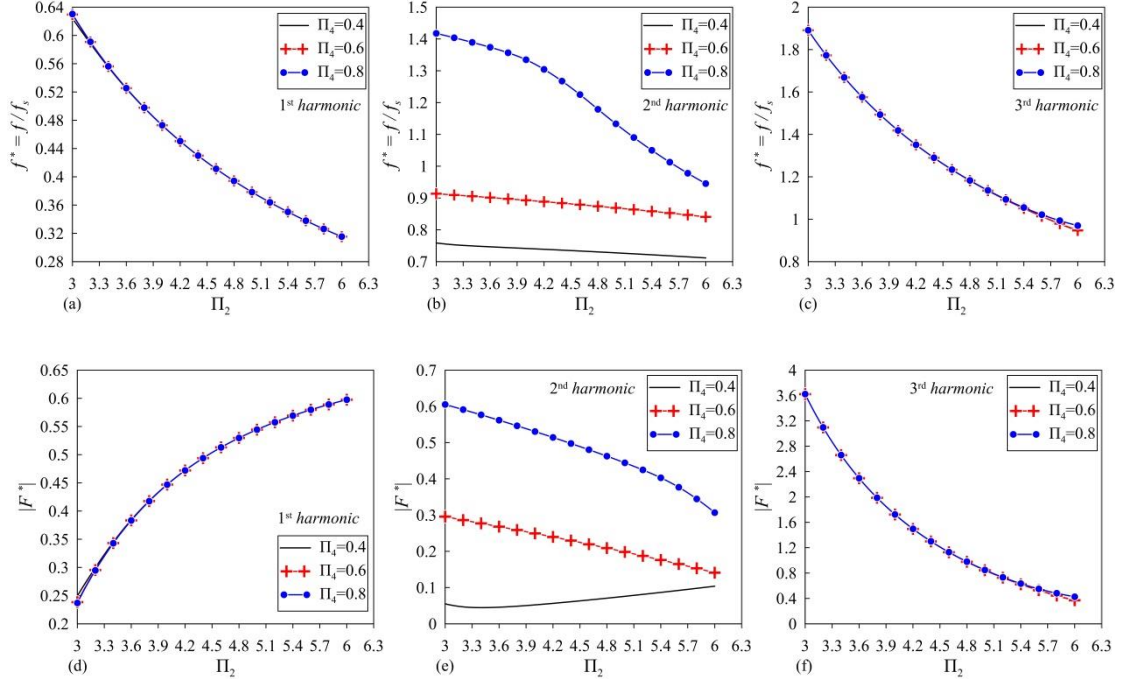 0.64
0.6
0.56
0.52
0.48
0.44
0.4
0.36
0.32
0.28
f* = f/fs
Π4=0.4
Π4=0.6
Π4=0.8
1st harmonic
3 3.3 3.6 3.9 4.2 4.5 4.8 5.1 5.4 5.7 6 6.3
(a)
Π2
1.5
1.4
1.3
1.2
1.1
1
0.9
0.8
0.7
f* = f/fs
Π4=0.4
Π4=0.6
Π4=0.8
2nd harmonic
3 3.3 3.6 3.9 4.2 4.5 4.8 5.1 5.4 5.7 6 6.3
(b)
Π2
2
1.8
1.6
1.4
1.2
1
0.8
f* = f/fs
Π4=0.4
Π4=0.6
Π4=0.8
3rd harmonic
3 3.3 3.6 3.9 4.2 4.5 4.8 5.1 5.4 5.7 6 6.3
(c)
Π2
0.65
0.6
0.55
0.5
0.45
0.4
0.35
0.3
0.25
0.2
|F*|
1st harmonic
Π4=0.4
Π4=0.6
Π4=0.8
3 3.3 3.6 3.9 4.2 4.5 4.8 5.1 5.4 5.7 6 6.3
(d)
Π2
0.7
0.6
0.5
0.4
0.3
0.2
0.1
0
|F*|
2nd harmonic
Π4=0.4
Π4=0.6
Π4=0.8
3 3.3 3.6 3.9 4.2 4.5 4.8 5.1 5.4 5.7 6 6.3
(e)
Π2
4
3.6
3.2
2.8
2.4
2
1.6
1.2
0.8
0.4
0
|F*|
3rd harmonic
Π4=0.4
Π4=0.6
Π4=0.8
3 3.3 3.6 3.9 4.2 4.5 4.8 5.1 5.4 5.7 6 6.3
(f)
Π2